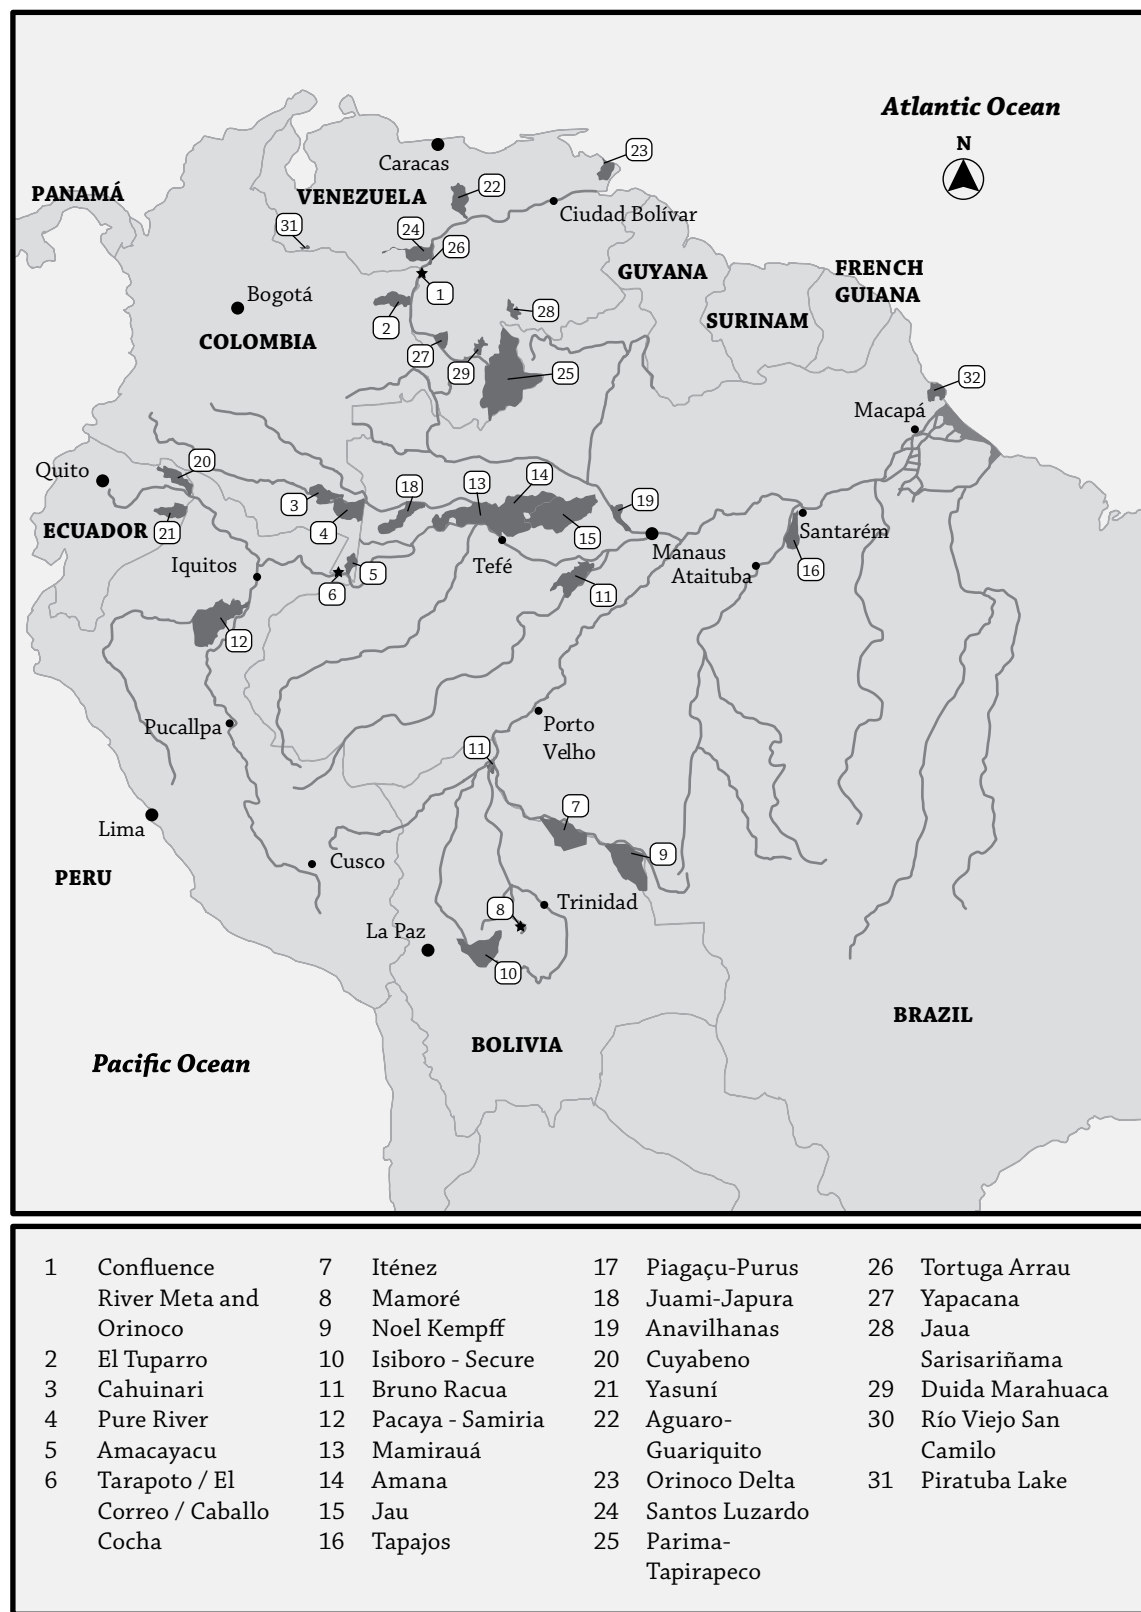 Atlantic Ocean
N
23
Caracas
PANAMÁ
VENEZUELA
22
Ciudad Bolívar
31
24
26
GUYANA
FRENCH
GUIANA
Bogotá
1
2
28
SURINAM
COLOMBIA
27
29
25
32
Macapá
Quito
20
18
13
14
3
19
ECUADOR
21
4
15
Santarém
Iquitos
5
Tefé
Manaus
Ataituba
16
6
11
12
Pucallpa
Porto
Velho
11
7
Lima
Cusco
9
PERU
8
Trinidad
La Paz
10
BRAZIL
BOLIVIA
Pacific Ocean
1 Confluence
River Meta and
Orinoco
2 El Tuparro
3 Cahuinari
4 Pure River
5 Amacayacu
6 Tarapoto / El
Correo / Caballo
Cocha
7 Iténez
8 Mamoré
9 Noel Kempff
10 Isiboro - Secure
11 Bruno Racua
12 Pacaya - Samiria
13 Mamirauá
14 Amana
15 Jau
16 Tapajos
17 Piagaçu-Purus
18 Juami-Japura
19 Anavilhanas
20 Cuyabeno
21 Yasuní
22 Aguaro-
Guariquito
23 Orinoco Delta
24 Santos Luzardo
25 Parima-
Tapirapeco
26 Tortuga Arrau
27 Yapacana
28 Jaua
Sarisariñama
29 Duida Marahuaca
30 Río Viejo San
Camilo
31 Piratuba Lake